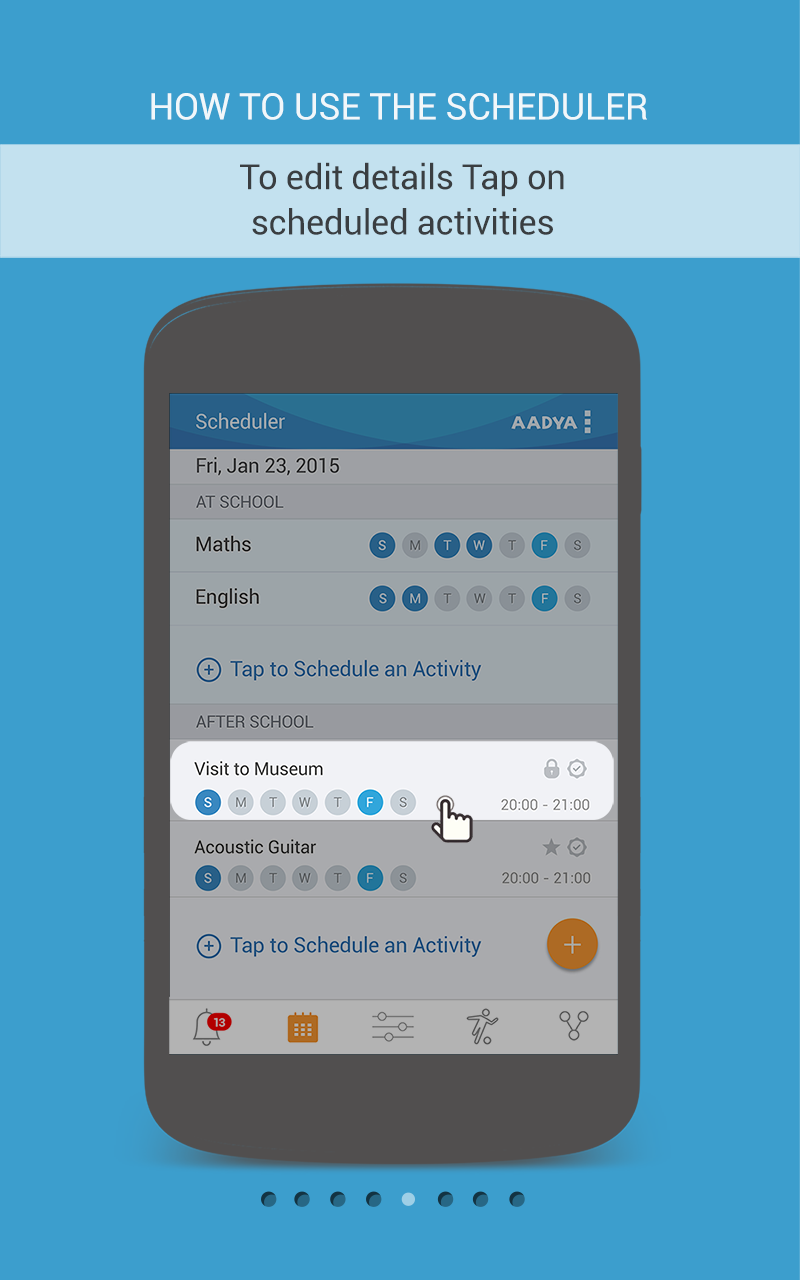 HOW TO USE THE SCHEDULER
To edit details Tap on
scheduled activities
Scheduler AADYA
Fri, Jan 23, 2015
AT SCHOOL
Maths S M T W T F S
English S M T W T F S
Tap to Schedule an Activity
AFTER SCHOOL
Visit to Museum
S M T W T F S 20:00 - 21:00
Acoustic Guitar
S M T W T F S 20:00 - 21:00
Tap to Schedule an Activity
13